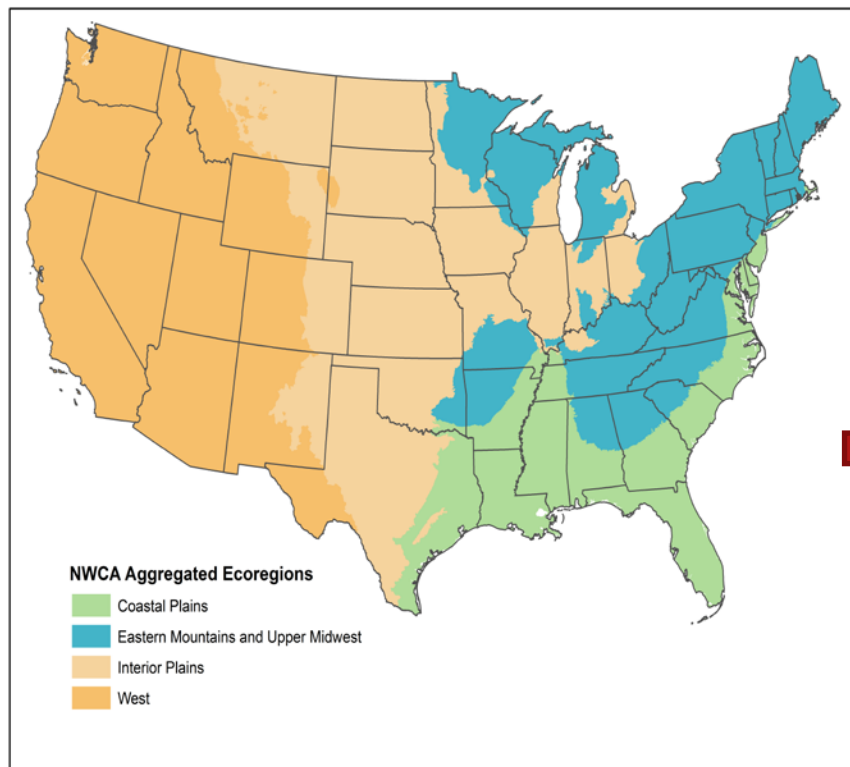 NWCA Aggregated Ecoregions
Coastal Plains
Eastern Mountains and Upper Midwest
Interior Plains
West